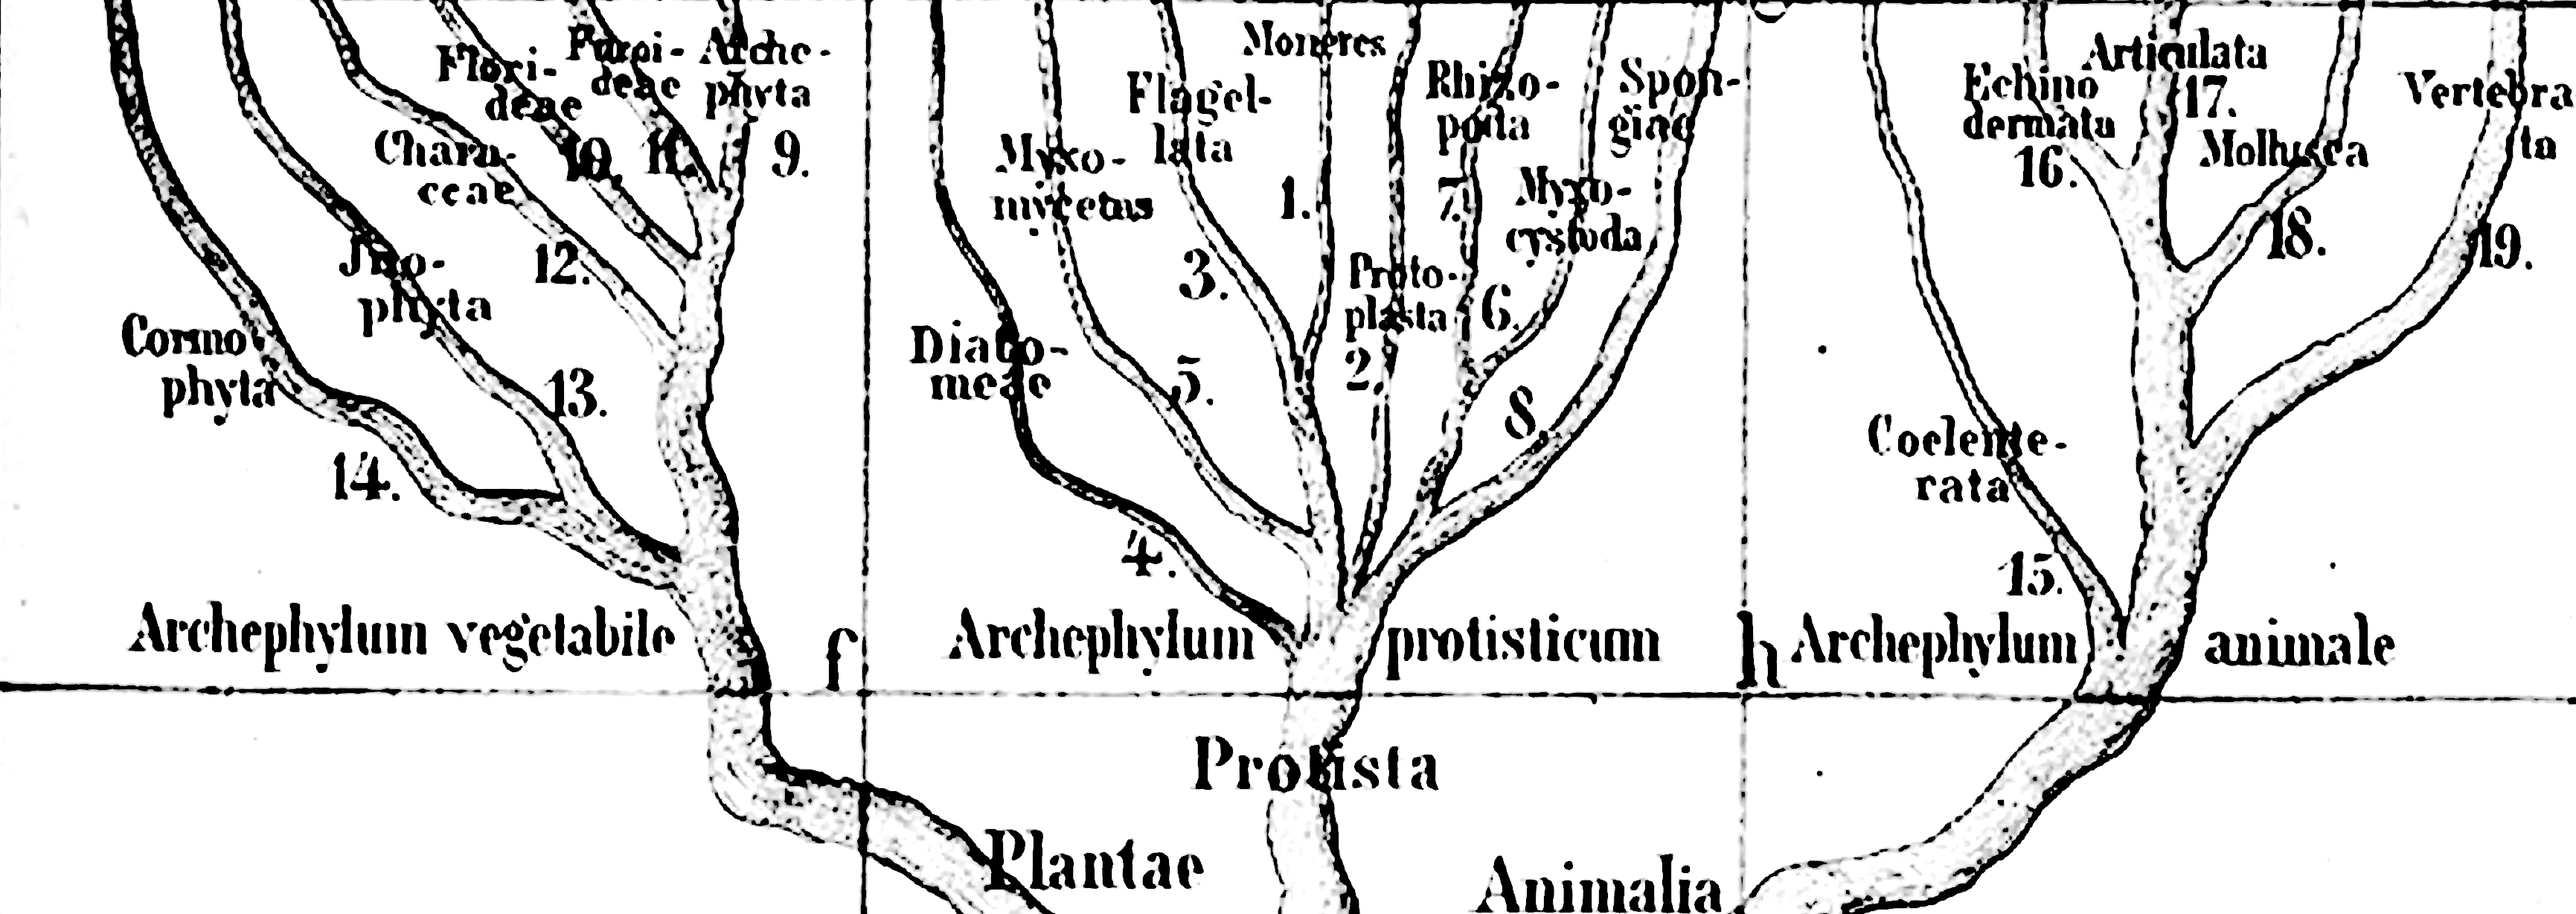 Flori-
deae
Fucoi-
deae
Arche-
phyta
Chara-
ceae
10.
11.
9.
Jno-
phyta
12.
Cormo
phyta
13.
14.
Archephylum vegetabile
f
Moneres
Flagel-
lata
Rhizo-
poda
Spon-
giae
Myxo-
mycetes
1.
7.
Myxo-
cystoda
3.
Proto-
plasta
6.
Diato-
meae
5.
2.
8.
4.
Archephylum protisticum
h
Articulata
17.
Echino
dermata
16.
Mollusca
Vertebra
ta
18.
19.
Coelente-
rata
15.
Archephylum animale
Protista
Plantae
Animalia